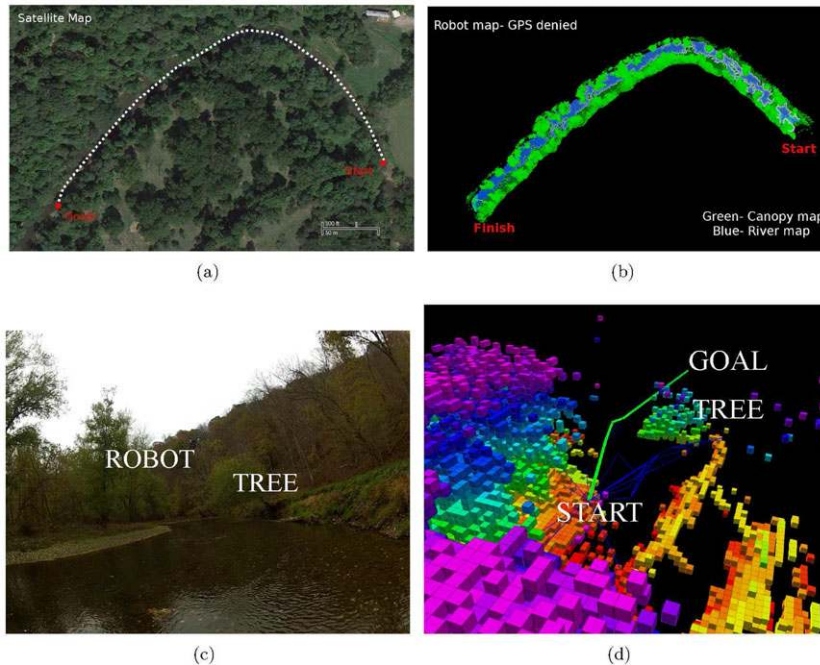 Satellite Map
Start
100 ft
50 m
(a)
Robot map- GPS denied
Start
Finish
Green- Canopy map
Blue- River map
(b)
ROBOT
TREE
(c)
GOAL
TREE
START
(d)